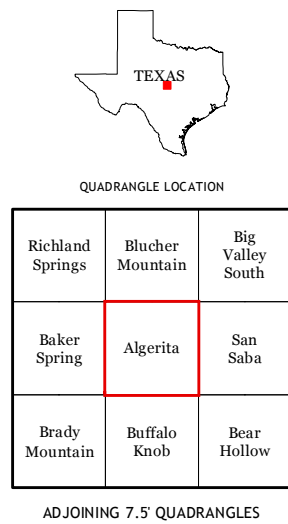 TEXAS
QUADRANGLE LOCATION
Richland
Springs
Blucher
Mountain
Big
Valley
South
Baker
Spring
Algerita
San
Saba
Brady
Mountain
Buffalo
Knob
Bear
Hollow
ADJOINING 7.5' QUADRANGLES